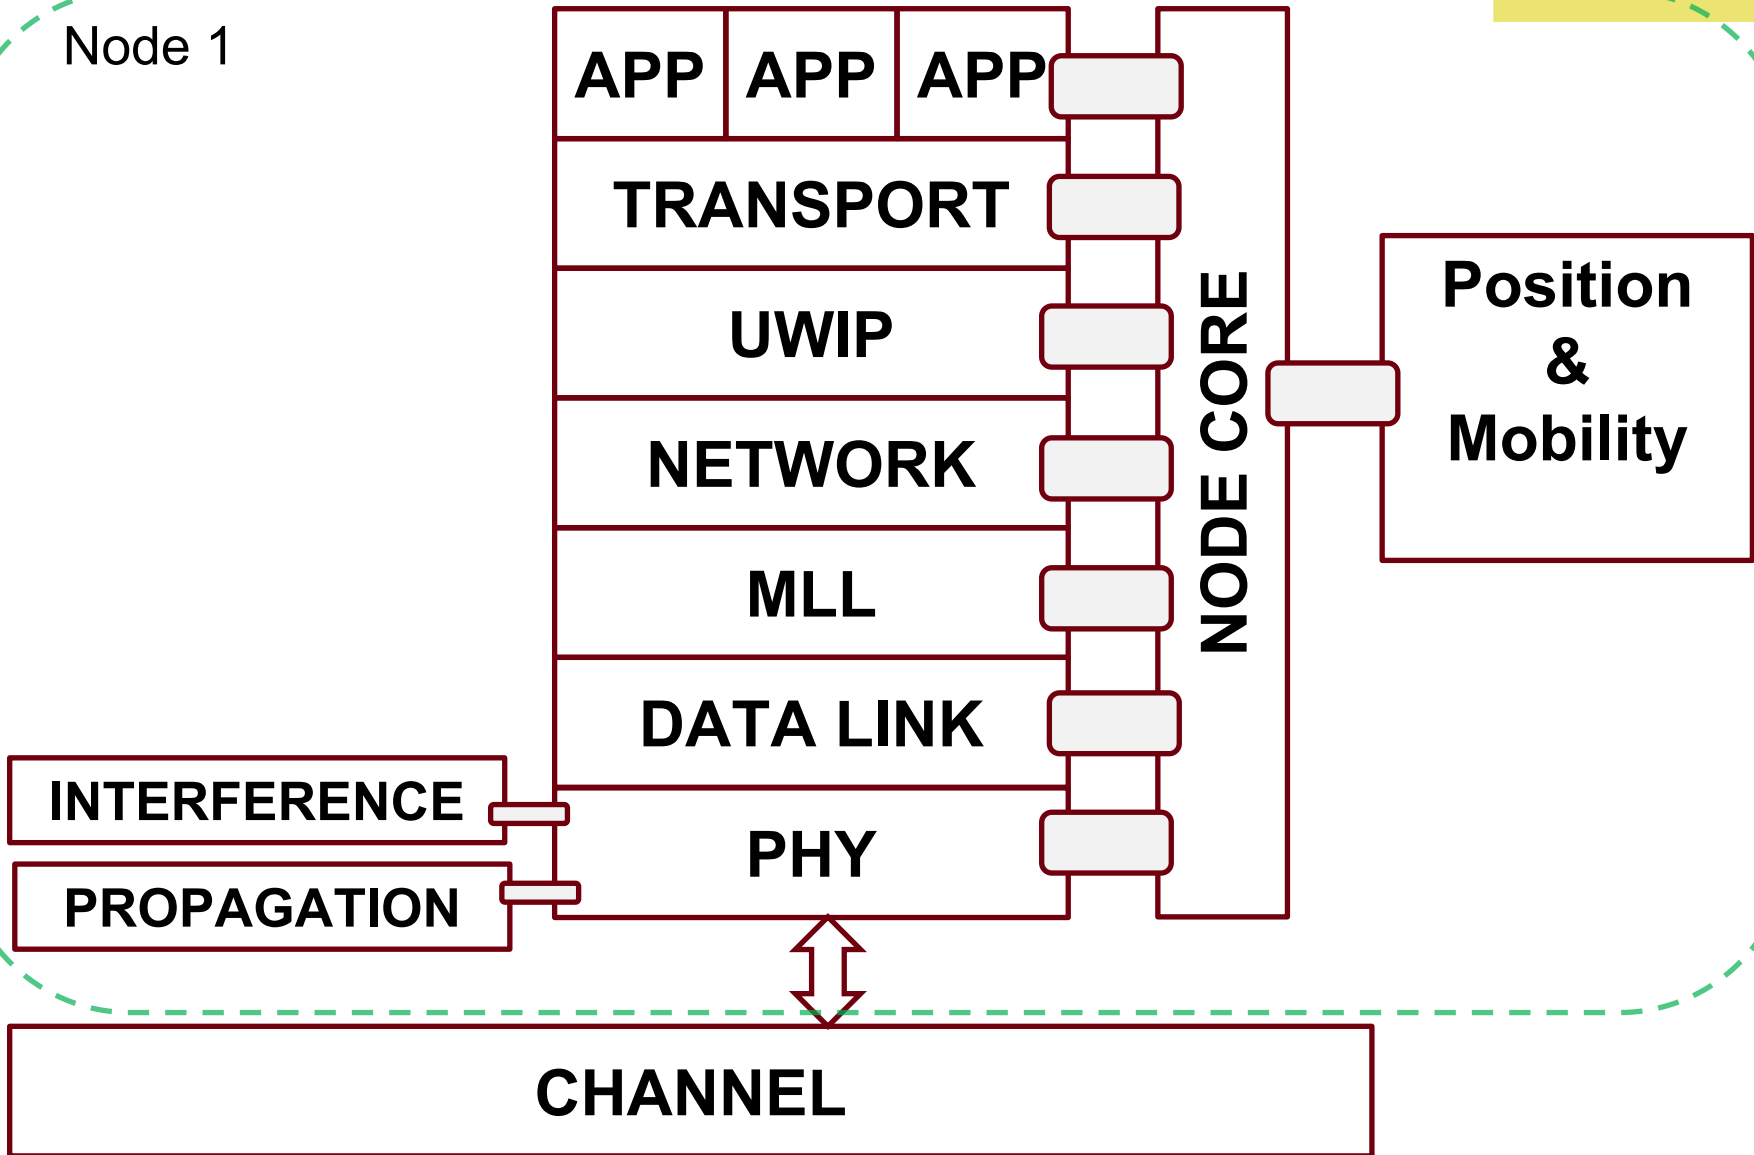 Node 1
APP APP APP
TRANSPORT
UWIP
NETWORK
MLL
DATA LINK
PHY
NODE CORE
Position
&
Mobility
INTERFERENCE
PROPAGATION
CHANNEL